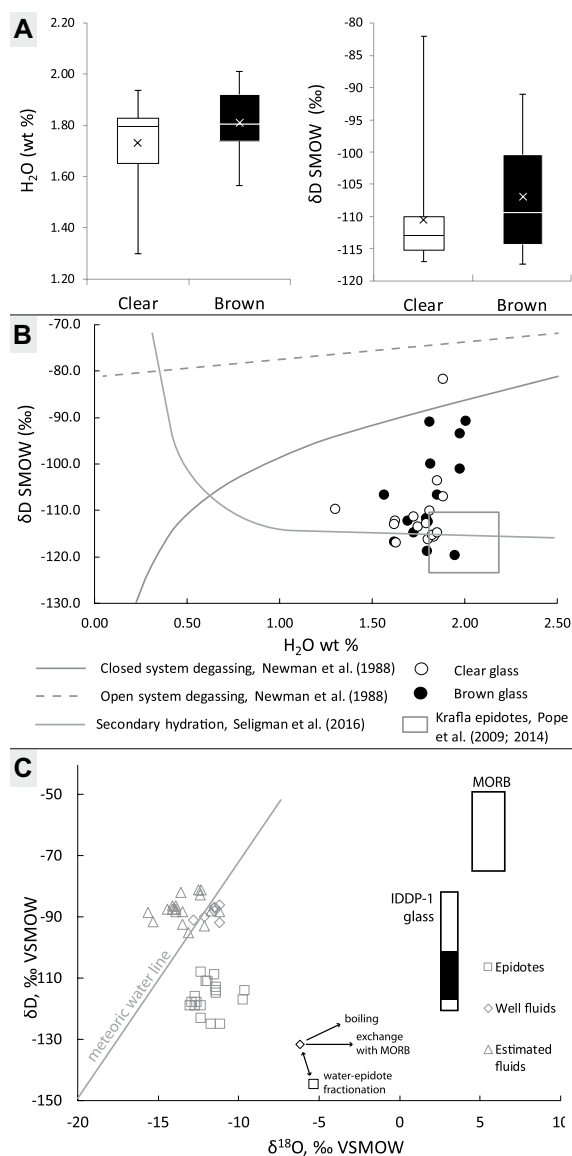 A
2.20
2.00
1.80
1.60
1.40
1.20
H2O (wt %)
Clear
Brown
-80
-85
-90
-95
-100
-105
-110
-115
-120
δD SMOW (‰)
Clear
Brown
B
-70.0
-80.0
-90.0
-100.0
-110.0
-120.0
-130.0
δD SMOW (‰)
0.00
0.50
1.00
1.50
2.00
2.50
H2O wt %
Closed system degassing, Newman et al. (1988)
Open system degassing, Newman et al. (1988)
Secondary hydration, Seligman et al. (2016)
Clear glass
Brown glass
Krafla epidotes, Pope
et al. (2009; 2014)
C
-50
-70
-90
-110
-130
-150
δD, ‰ VSMOW
meteoric water line
MORB
IDDP-1
glass
Epidotes
Well fluids
Estimated
fluids
boiling
exchange
with MORB
water-epidote
fractionation
-20
-15
-10
-5
0
5
10
δ18O, ‰ VSMOW